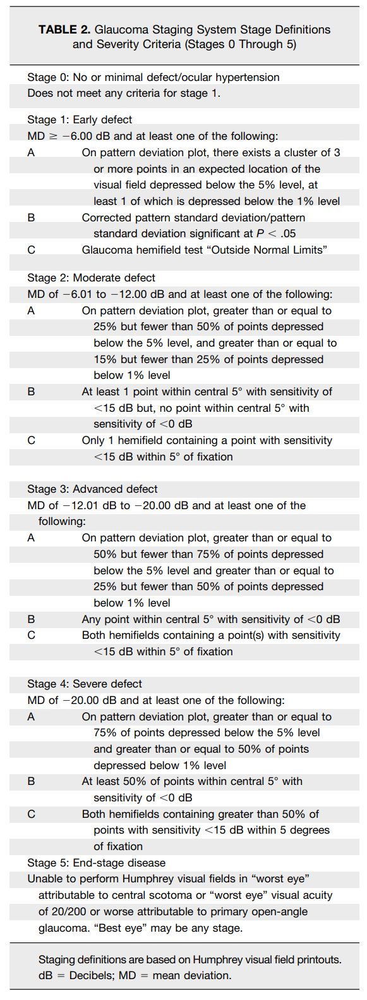 TABLE 2. Glaucoma Staging System Stage Definitions
and Severity Criteria (Stages 0 Through 5)
Stage 0: No or minimal defect/ocular hypertension
Does not meet any criteria for stage 1.
Stage 1: Early defect
MD ≥ −6.00 dB and at least one of the following:
A On pattern deviation plot, there exists a cluster of 3
or more points in an expected location of the
visual field depressed below the 5% level, at
least 1 of which is depressed below the 1% level
B Corrected pattern standard deviation/pattern
standard deviation significant at P < .05
C Glaucoma hemifield test “Outside Normal Limits”
Stage 2: Moderate defect
MD of −6.01 to −12.00 dB and at least one of the following:
A On pattern deviation plot, greater than or equal to
25% but fewer than 50% of points depressed
below the 5% level, and greater than or equal to
15% but fewer than 25% of points depressed
below 1% level
B At least 1 point within central 5° with sensitivity of
<15 dB but, no point within central 5° with
sensitivity of <0 dB
C Only 1 hemifield containing a point with sensitivity
<15 dB within 5° of fixation
Stage 3: Advanced defect
MD of −12.01 dB to −20.00 dB and at least one of the
following:
A On pattern deviation plot, greater than or equal to
50% but fewer than 75% of points depressed
below the 5% level and greater than or equal to
25% but fewer than 50% of points depressed
below 1% level
B Any point within central 5° with sensitivity of <0 dB
C Both hemifields containing a point(s) with sensitivity
<15 dB within 5° of fixation
Stage 4: Severe defect
MD of −20.00 dB and at least one of the following:
A On pattern deviation plot, greater than or equal to
75% of points depressed below the 5% level
and greater than or equal to 50% of points
depressed below 1% level
B At least 50% of points within central 5° with
sensitivity of <0 dB
C Both hemifields containing greater than 50% of
points with sensitivity <15 dB within 5 degrees
of fixation
Stage 5: End-stage disease
Unable to perform Humphrey visual fields in “worst eye”
attributable to central scotoma or “worst eye” visual acuity
of 20/200 or worse attributable to primary open-angle
glaucoma. “Best eye” may be any stage.
Staging definitions are based on Humphrey visual field printouts.
dB = Decibels; MD = mean deviation.